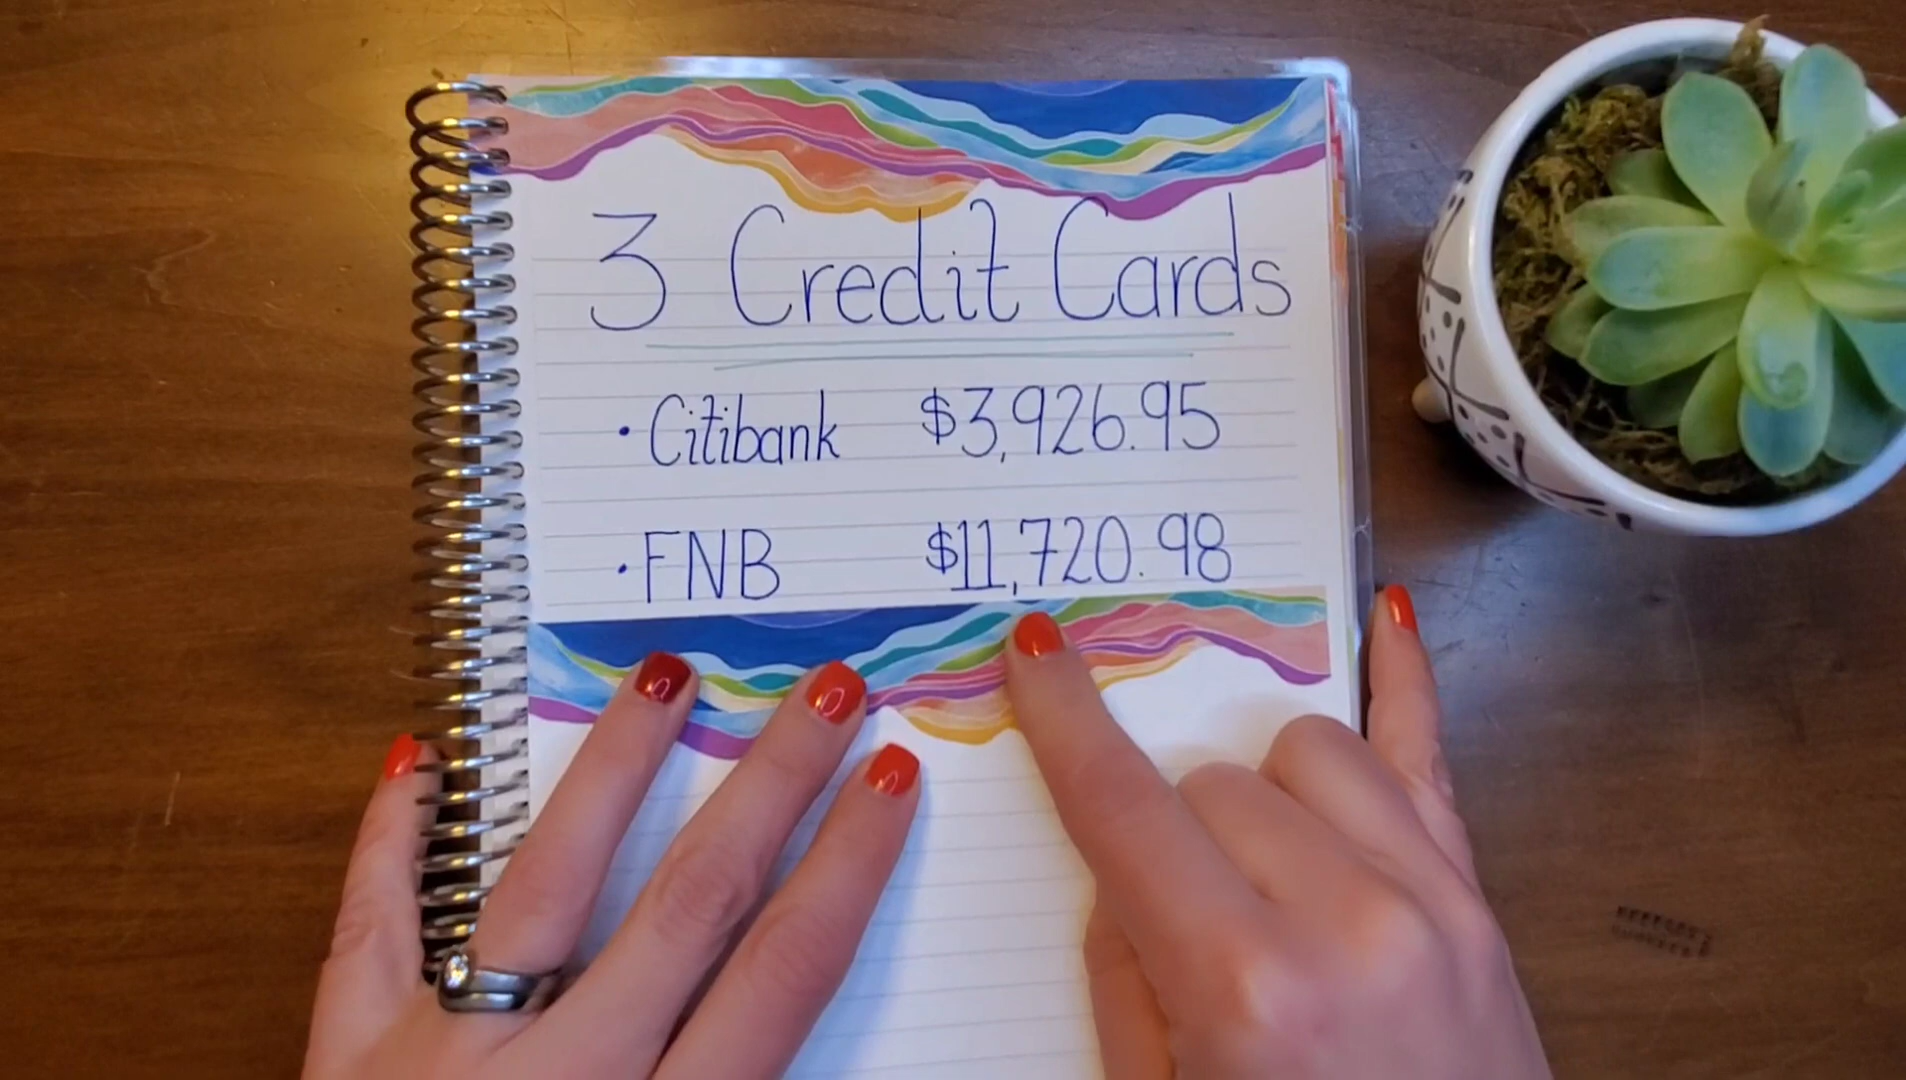 3 Credit Cards
• Citibank $3,926.95
• FNB $11,720.98